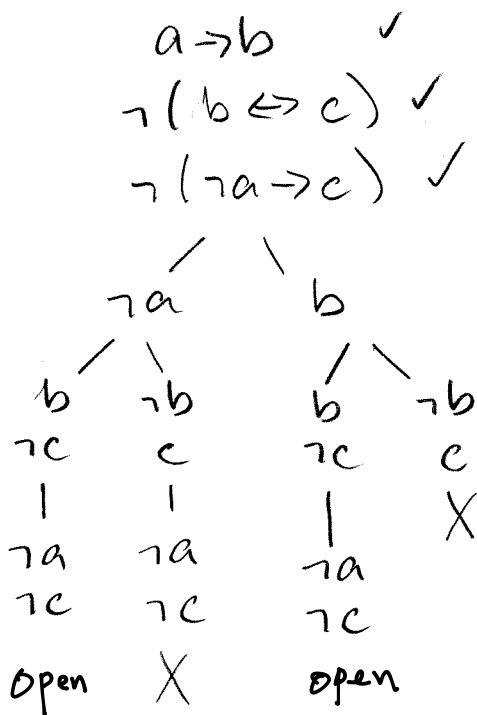 a→b ✓
¬(b↔c) ✓
¬(¬a→c) ✓
¬a b
b ¬b b ¬b
¬c c ¬c c
¬a ¬a ¬a X
¬c ¬c ¬c
open X open